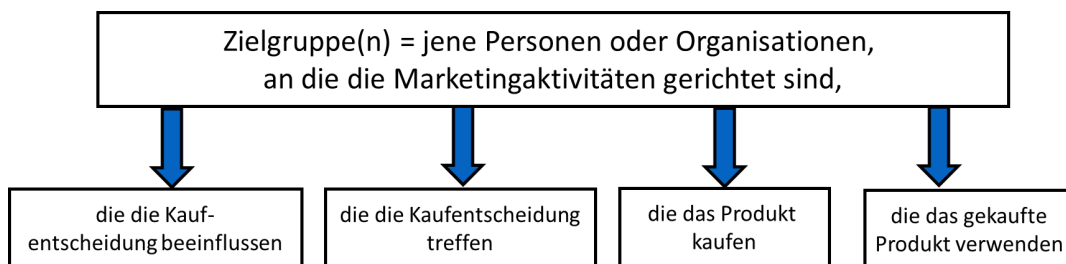 Zielgruppe(n) = jene Personen oder Organisationen,
an die die Marketingaktivitäten gerichtet sind,
die die Kauf-
entscheidung beeinflussen
die die Kaufentscheidung
treffen
die das Produkt
kaufen
die das gekaufte
Produkt verwenden